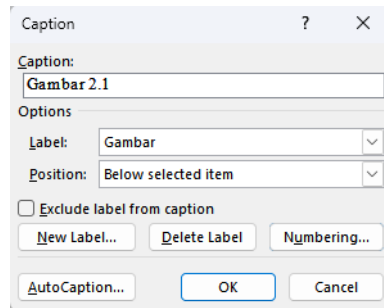 Caption
?
Caption:
Gambar 2.1
Options
Label: Gambar
Position: Below selected item
Exclude label from caption
New Label... Delete Label Numbering...
AutoCaption... OK Cancel